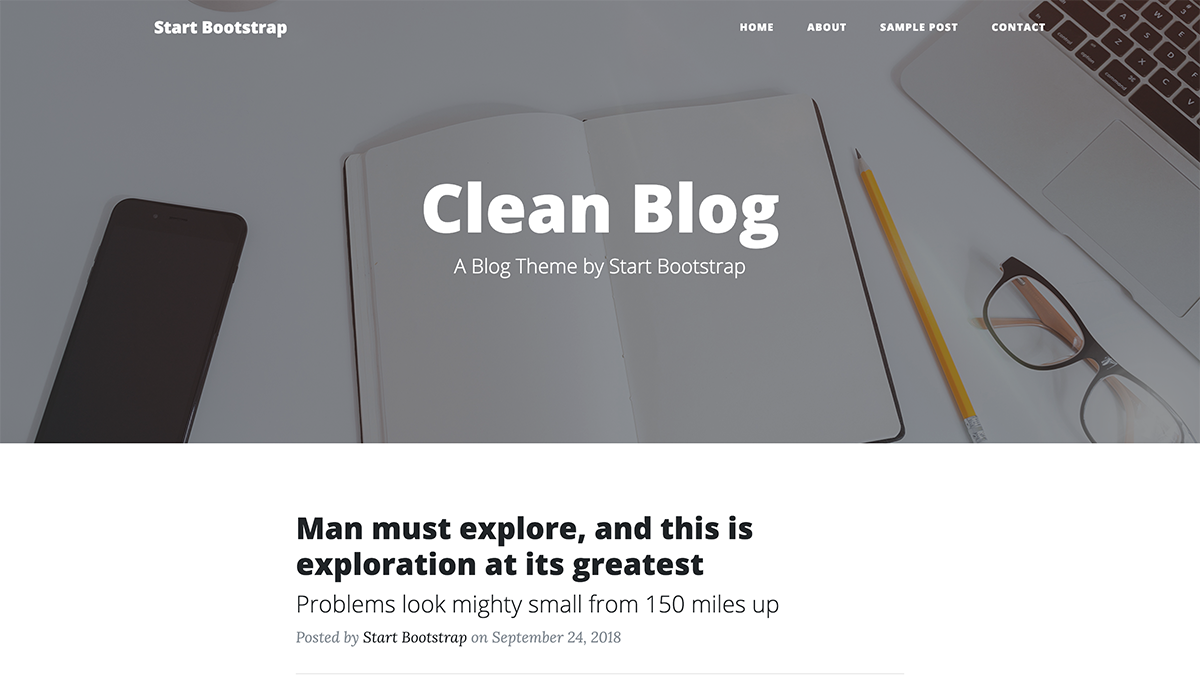 Start Bootstrap
HOME ABOUT SAMPLE POST CONTACT
Clean Blog
A Blog Theme by Start Bootstrap
Man must explore, and this is
exploration at its greatest
Problems look mighty small from 150 miles up
Posted by Start Bootstrap on September 24, 2018